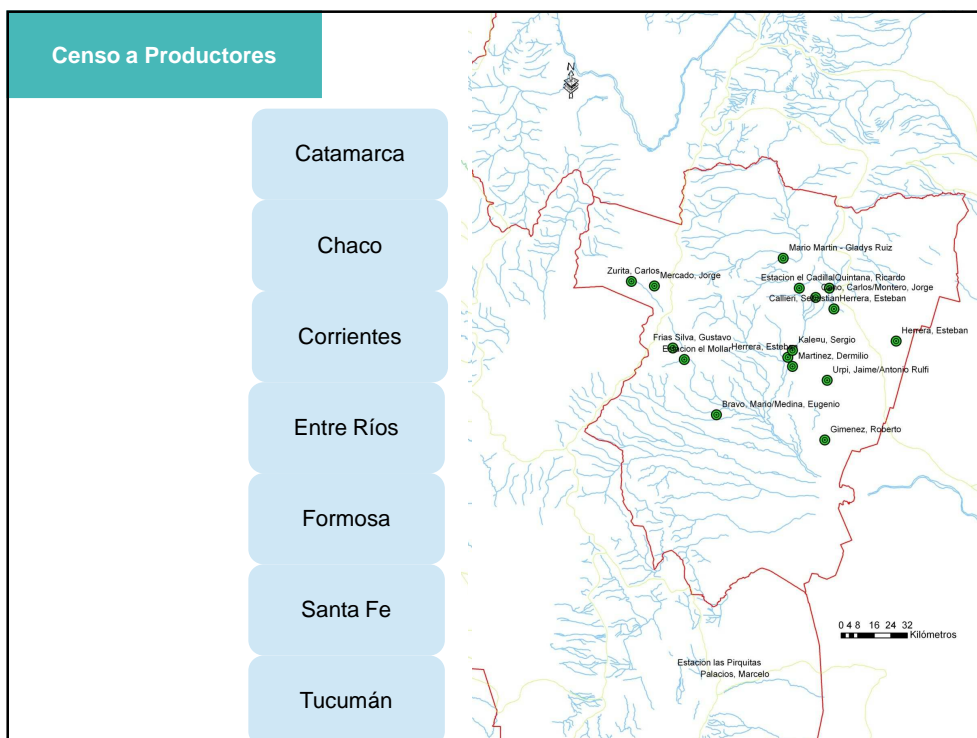 Censo a Productores
Catamarca
Chaco
Corrientes
Entre Ríos
Formosa
Santa Fe
Tucumán
N
Mario Martin - Gladys Ruiz
Zurita, Carlos
Mercado, Jorge
Estacion el Cadillal Quintana, Ricardo
Carlos/Montero, Jorge
Callieri, Sebastian Herrera, Esteban
Herrera, Esteban
Frias Silva, Gustavo
Estacion el Mollar
Herrera, Esteban
Sergio
Martinez, Dermilio
Urpi, Jaime/Antonio Rulfi
Bravo, Mario/Medina, Eugenio
Gimenez, Roberto
0 4 8 16 24 32
Kilómetros
Estacion las Pirquitas
Palacios, Marcelo